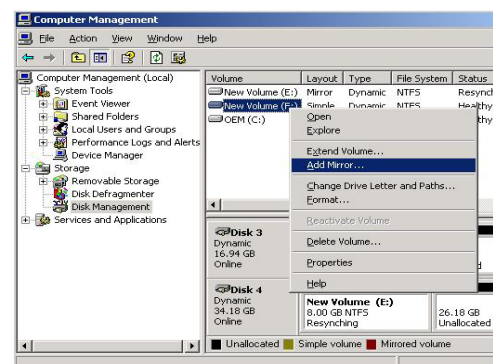 Computer Management
File Action View Window Help
Computer Management (Local)
System Tools
Event Viewer
Shared Folders
Local Users and Groups
Performance Logs and Alerts
Device Manager
Storage
Removable Storage
Disk Defragmenter
Disk Management
Services and Applications
Volume Layout Type File System Status
New Volume (E:) Mirror Dynamic NTFS Resynch
New Volume (F:) Simple Dynamic NTFS Healthy
OEM (C:) thy
Open
Explore
Extend Volume...
Add Mirror...
Change Drive Letter and Paths...
Format...
Reactivate Volume
Delete Volume...
Properties
Help
Disk 3
Dynamic
16.94 GB
Online
Disk 4
Dynamic
34.18 GB
Online
New Volume (E:)
8.00 GB NTFS
Resynching
26.18 GB
Unallocated
Unallocated Simple volume Mirrored volume